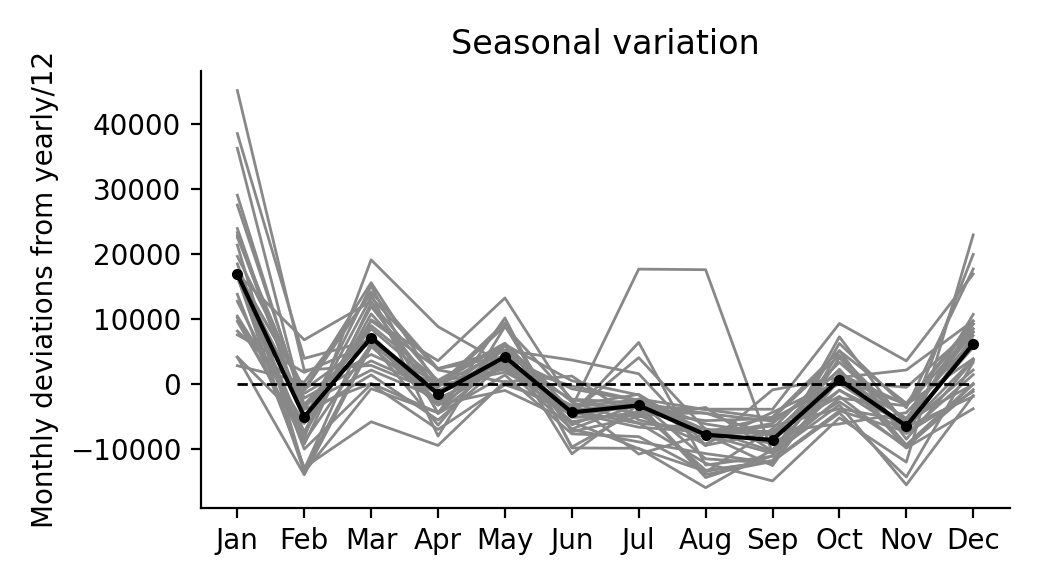 Seasonal variation
Monthly deviations from yearly/12
40000
30000
20000
10000
0
−10000
Jan Feb Mar Apr May Jun Jul Aug Sep Oct Nov Dec